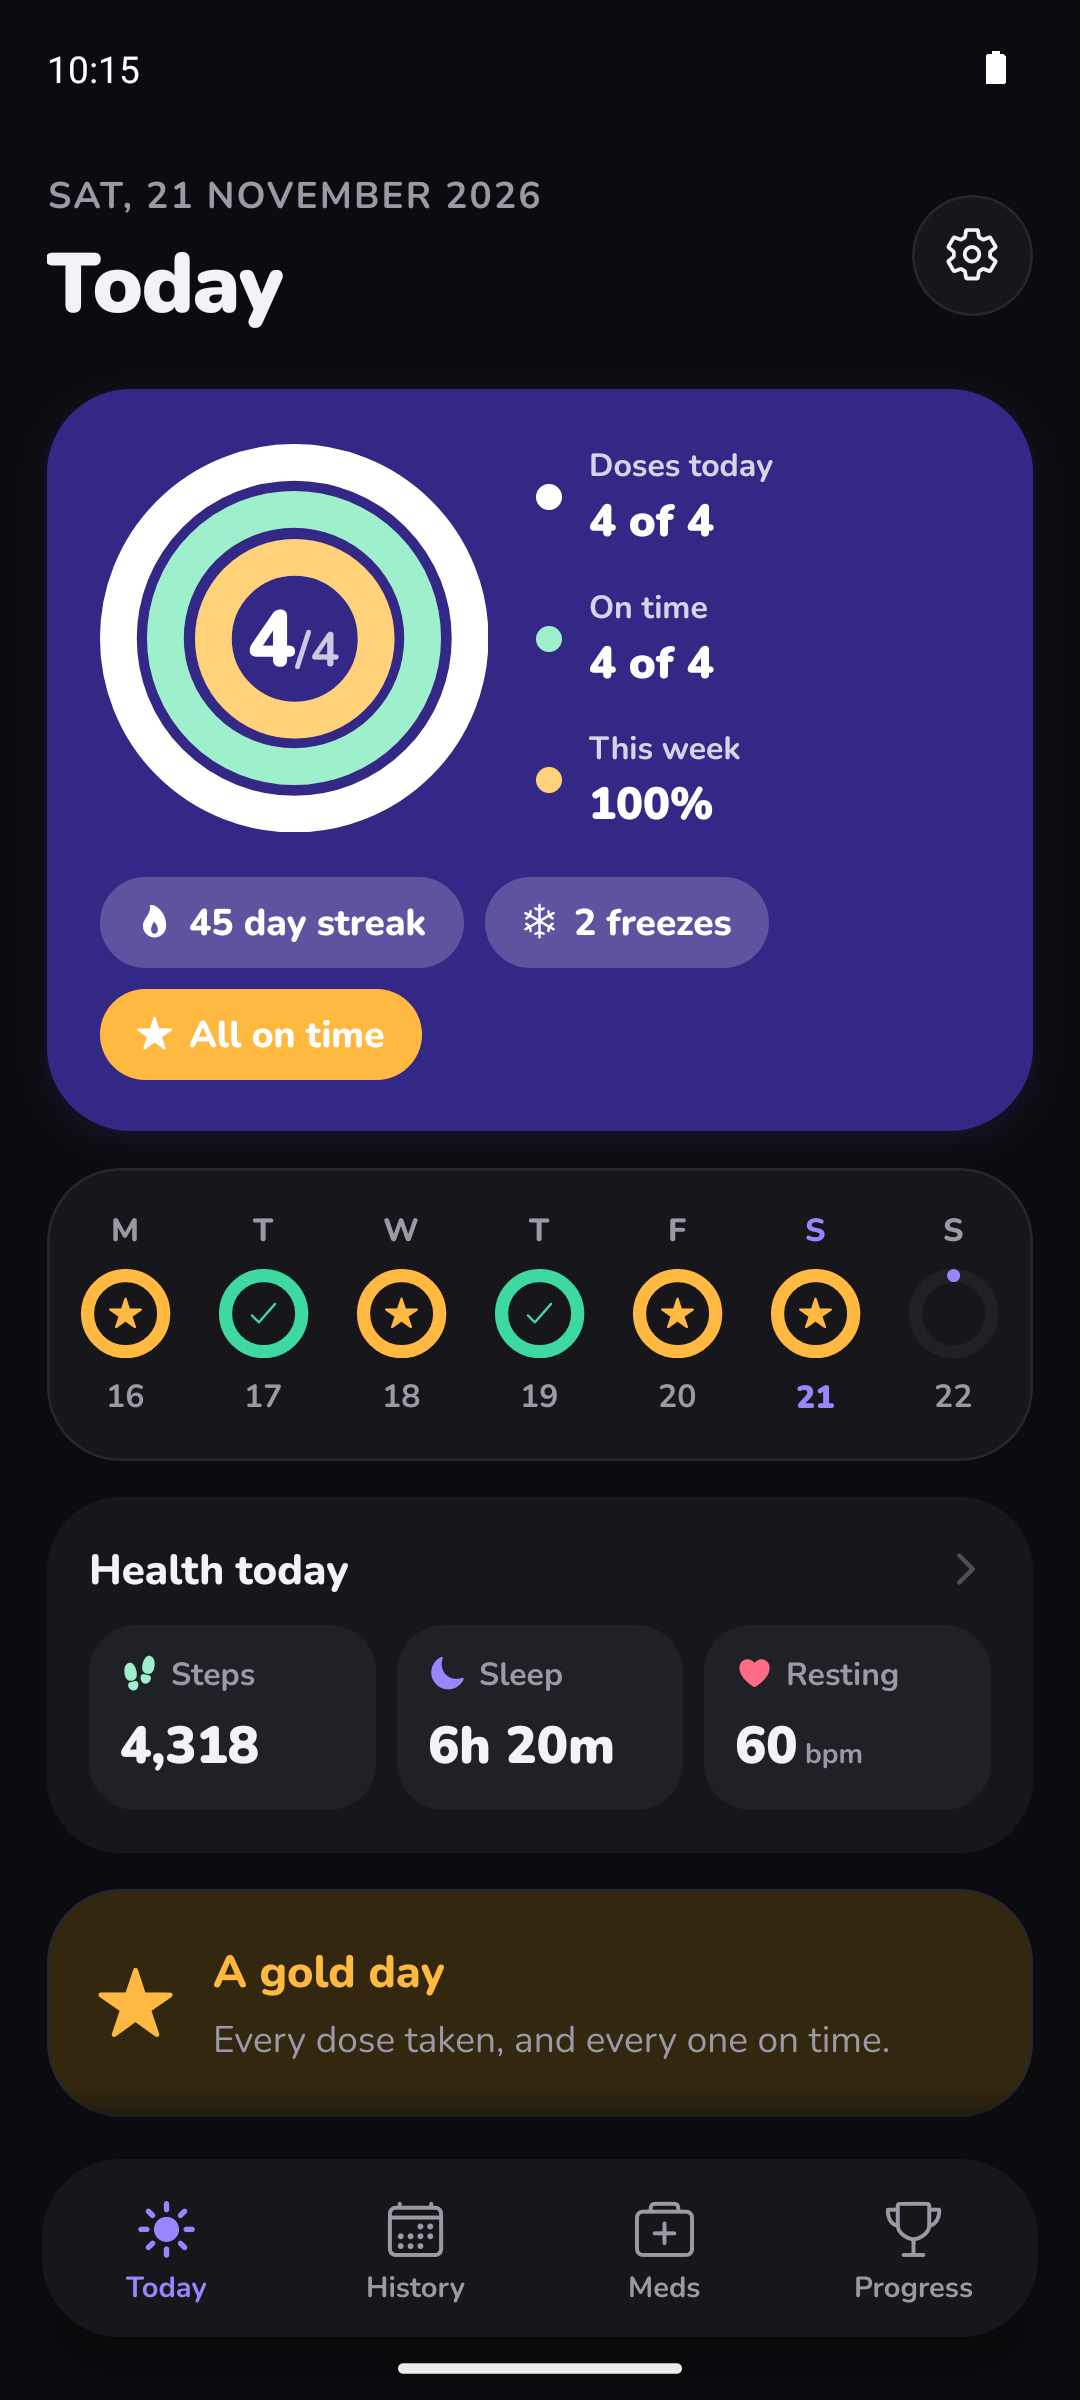 10:15
SAT, 21 NOVEMBER 2026
Today
Doses today
4 of 4
On time
4 of 4
This week
100%
4/4
45 day streak
2 freezes
All on time
M T W T F S S
16 17 18 19 20 21 22
Health today
Steps
4,318
Sleep
6h 20m
Resting
60 bpm
A gold day
Every dose taken, and every one on time.
Today
History
Meds
Progress